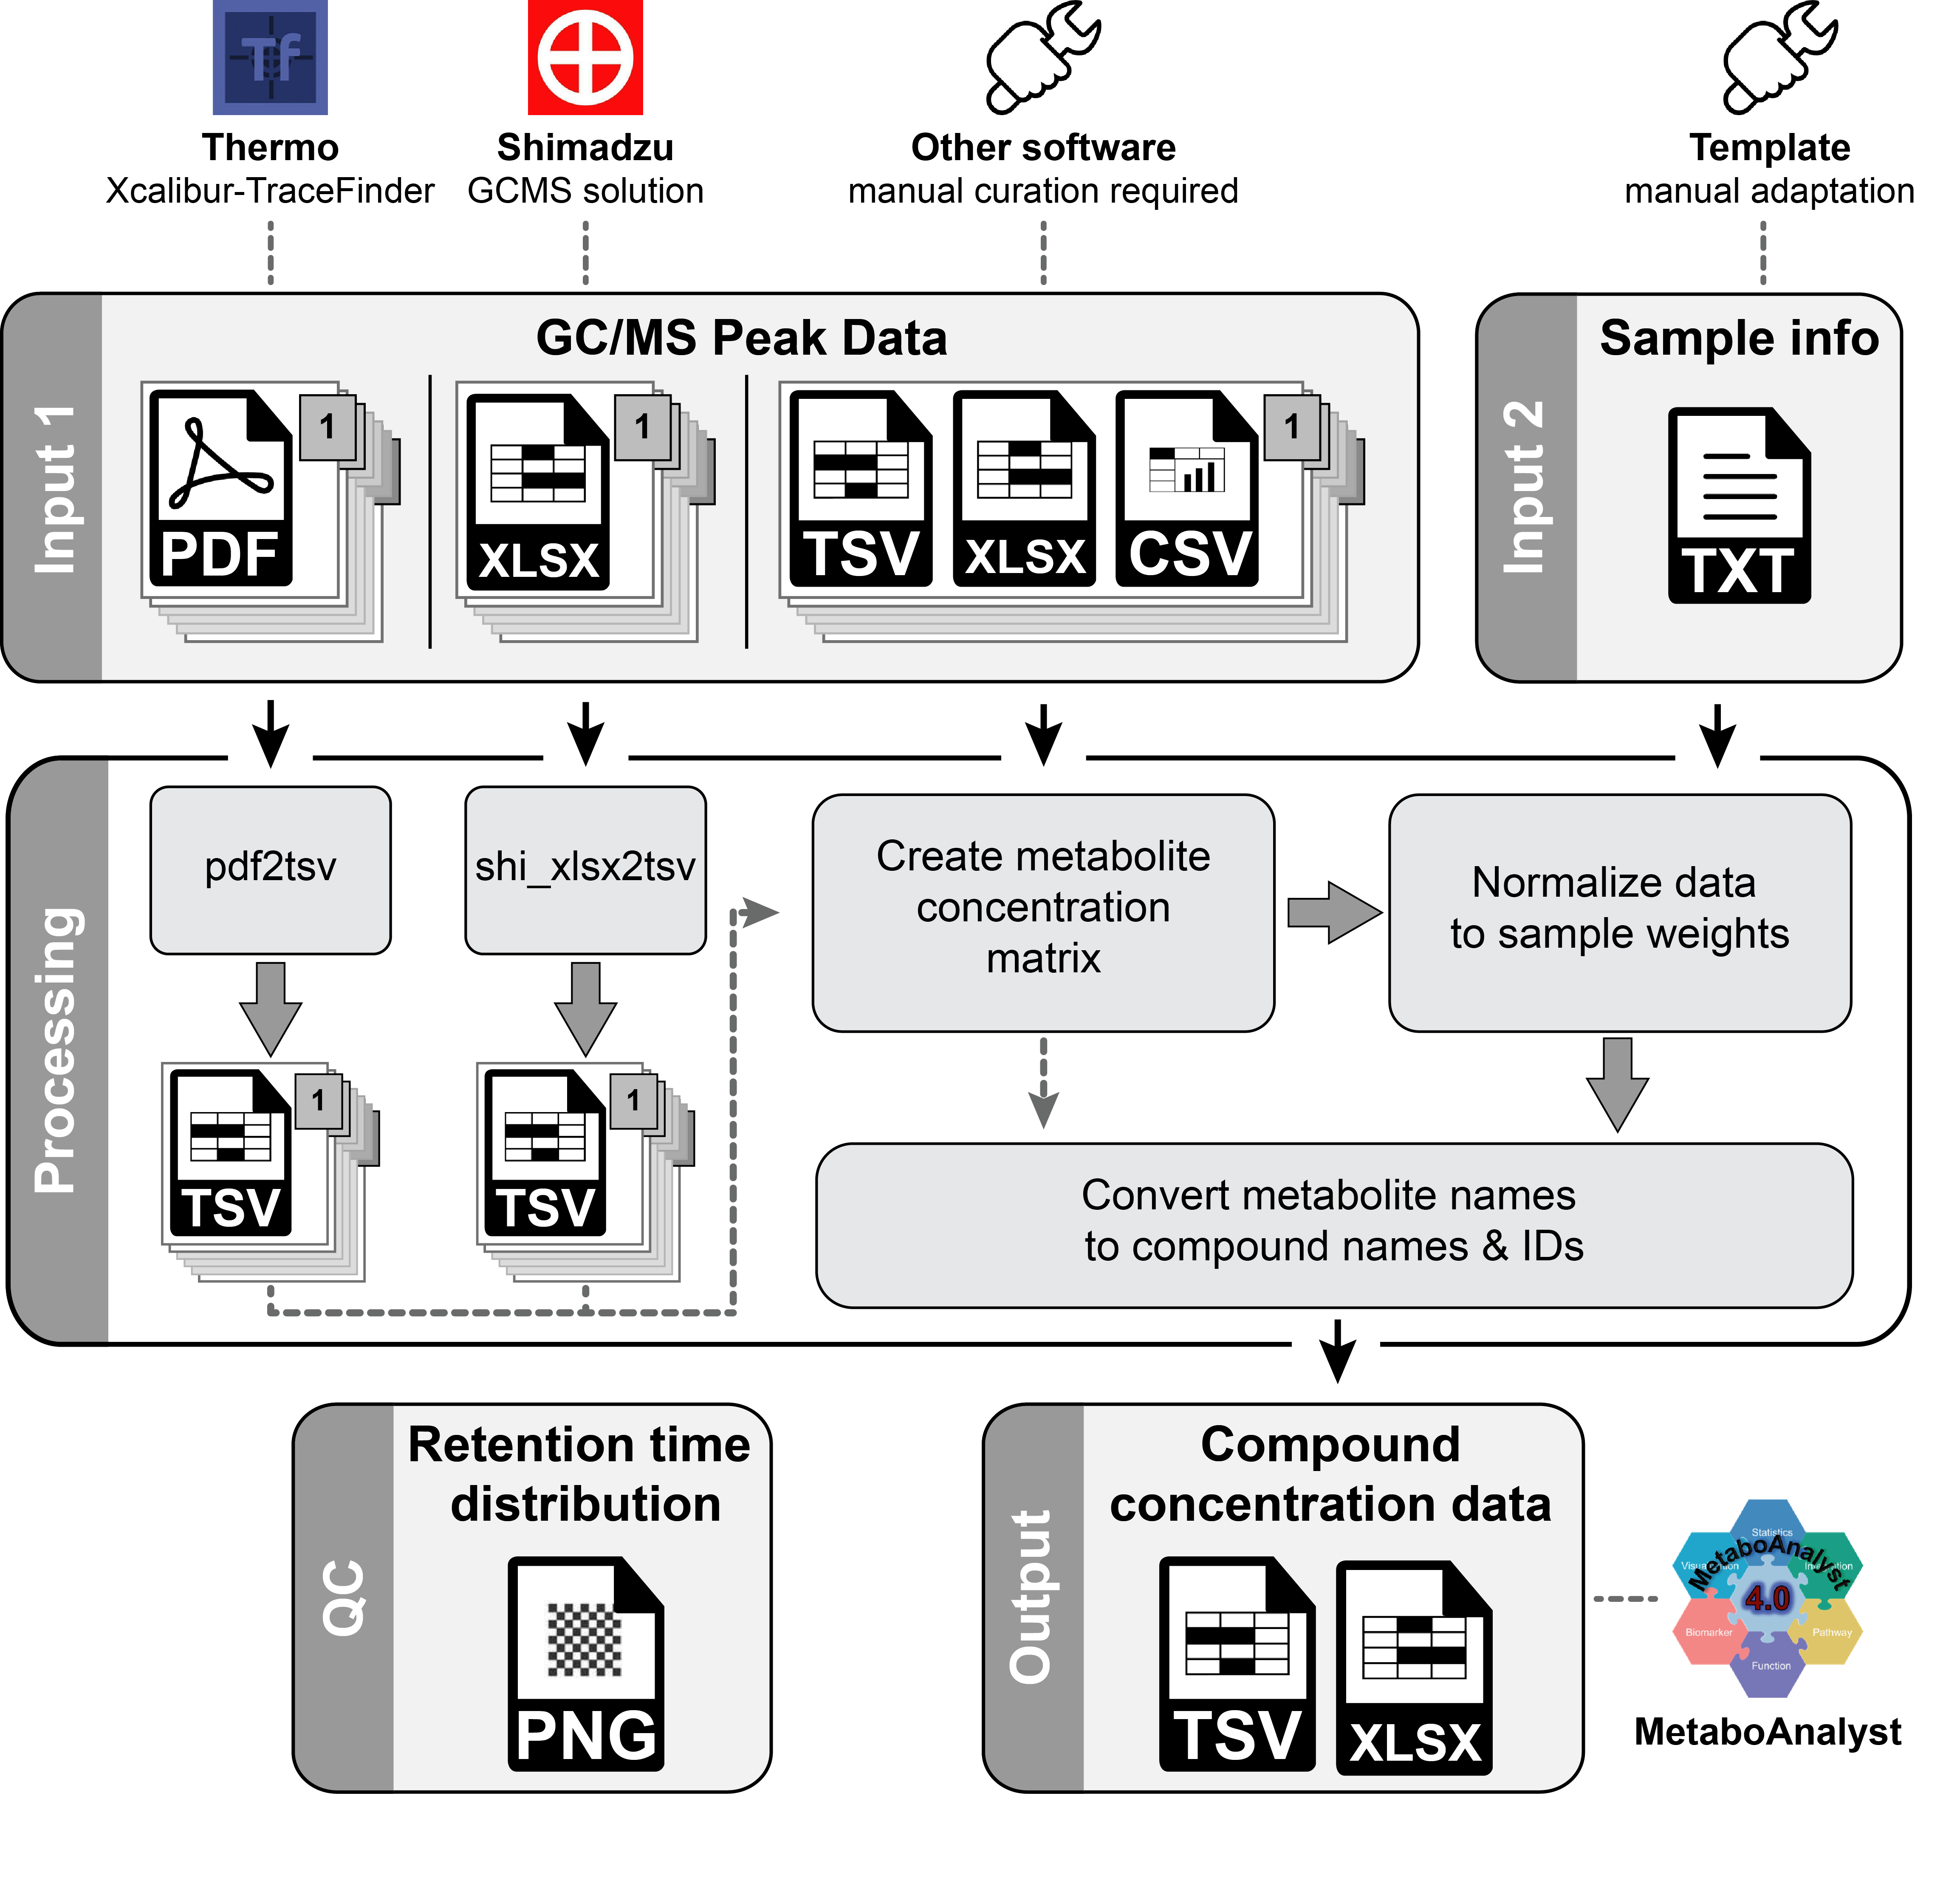 Tf
Thermo
Xcalibur-TraceFinder
Shimadzu
GCMS solution
Other software
manual curation required
Template
manual adaptation
Input 1
GC/MS Peak Data
1
PDF
1
XLSX
1
TSV
XLSX
CSV
Input 2
Sample info
TXT
Processing
pdf2tsv
shi_xlsx2tsv
Create metabolite
concentration
matrix
Normalize data
to sample weights
1
TSV
1
TSV
Convert metabolite names
to compound names & IDs
QC
Retention time
distribution
PNG
Output
Compound
concentration data
TSV
XLSX
Statistics
MetaboAnalyst
4.0
Biomarker
Pathway
Function
MetaboAnalyst